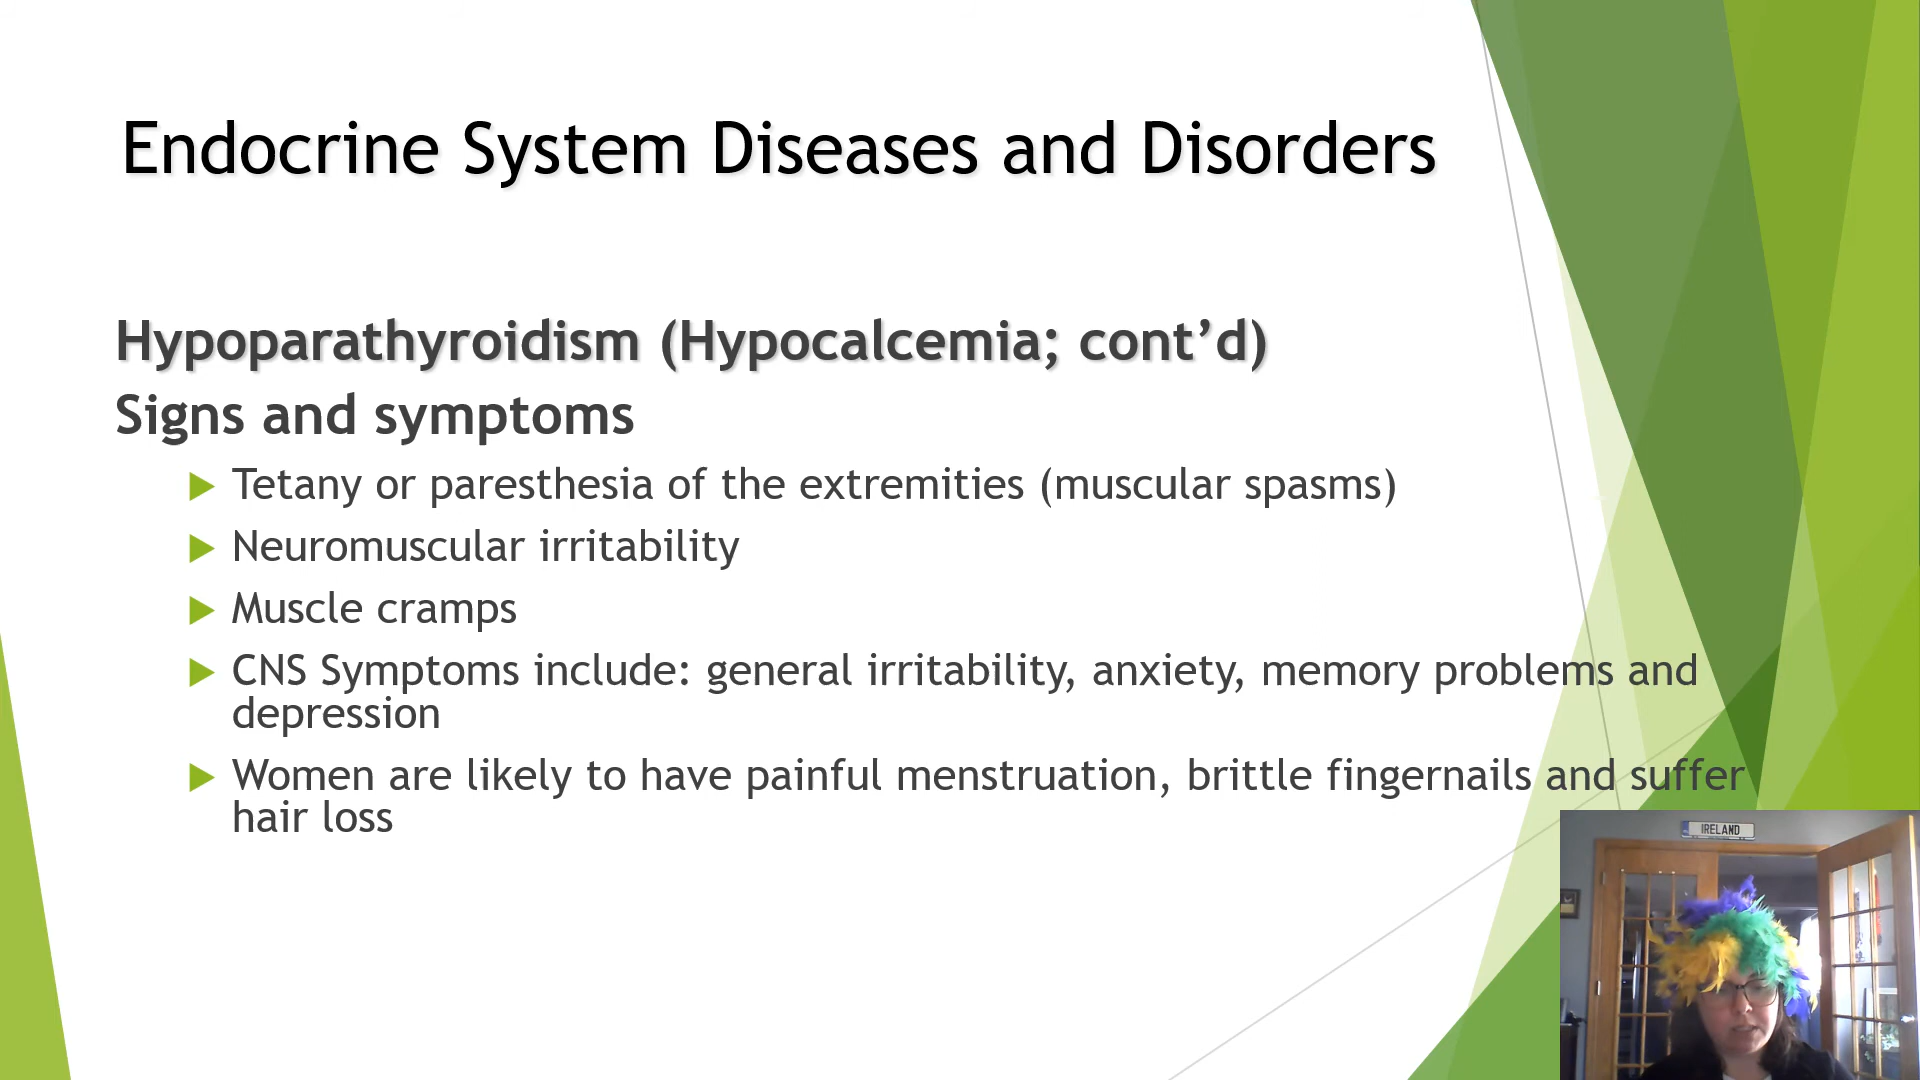 Endocrine System Diseases and Disorders
Hypoparathyroidism (Hypocalcemia; cont’d)
Signs and symptoms
Tetany or paresthesia of the extremities (muscular spasms)
Neuromuscular irritability
Muscle cramps
CNS Symptoms include: general irritability, anxiety, memory problems and
depression
Women are likely to have painful menstruation, brittle fingernails and suffer
hair loss
IRELAND